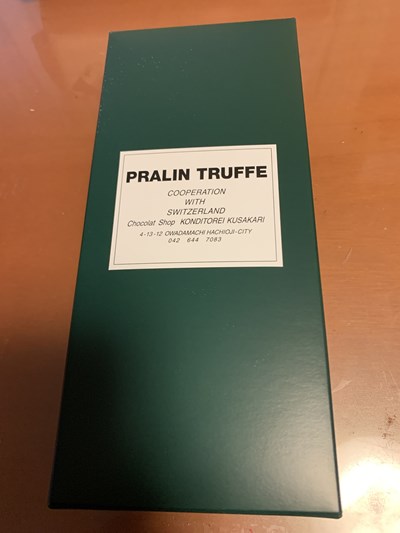 PRALIN TRUFFE
COOPERATION
WITH
SWITZERLAND
Chocolat Shop KONDITOREI KUSAKARI
4-13-12 OWADAMACHI HACHIOJI-CITY
042 644 7083